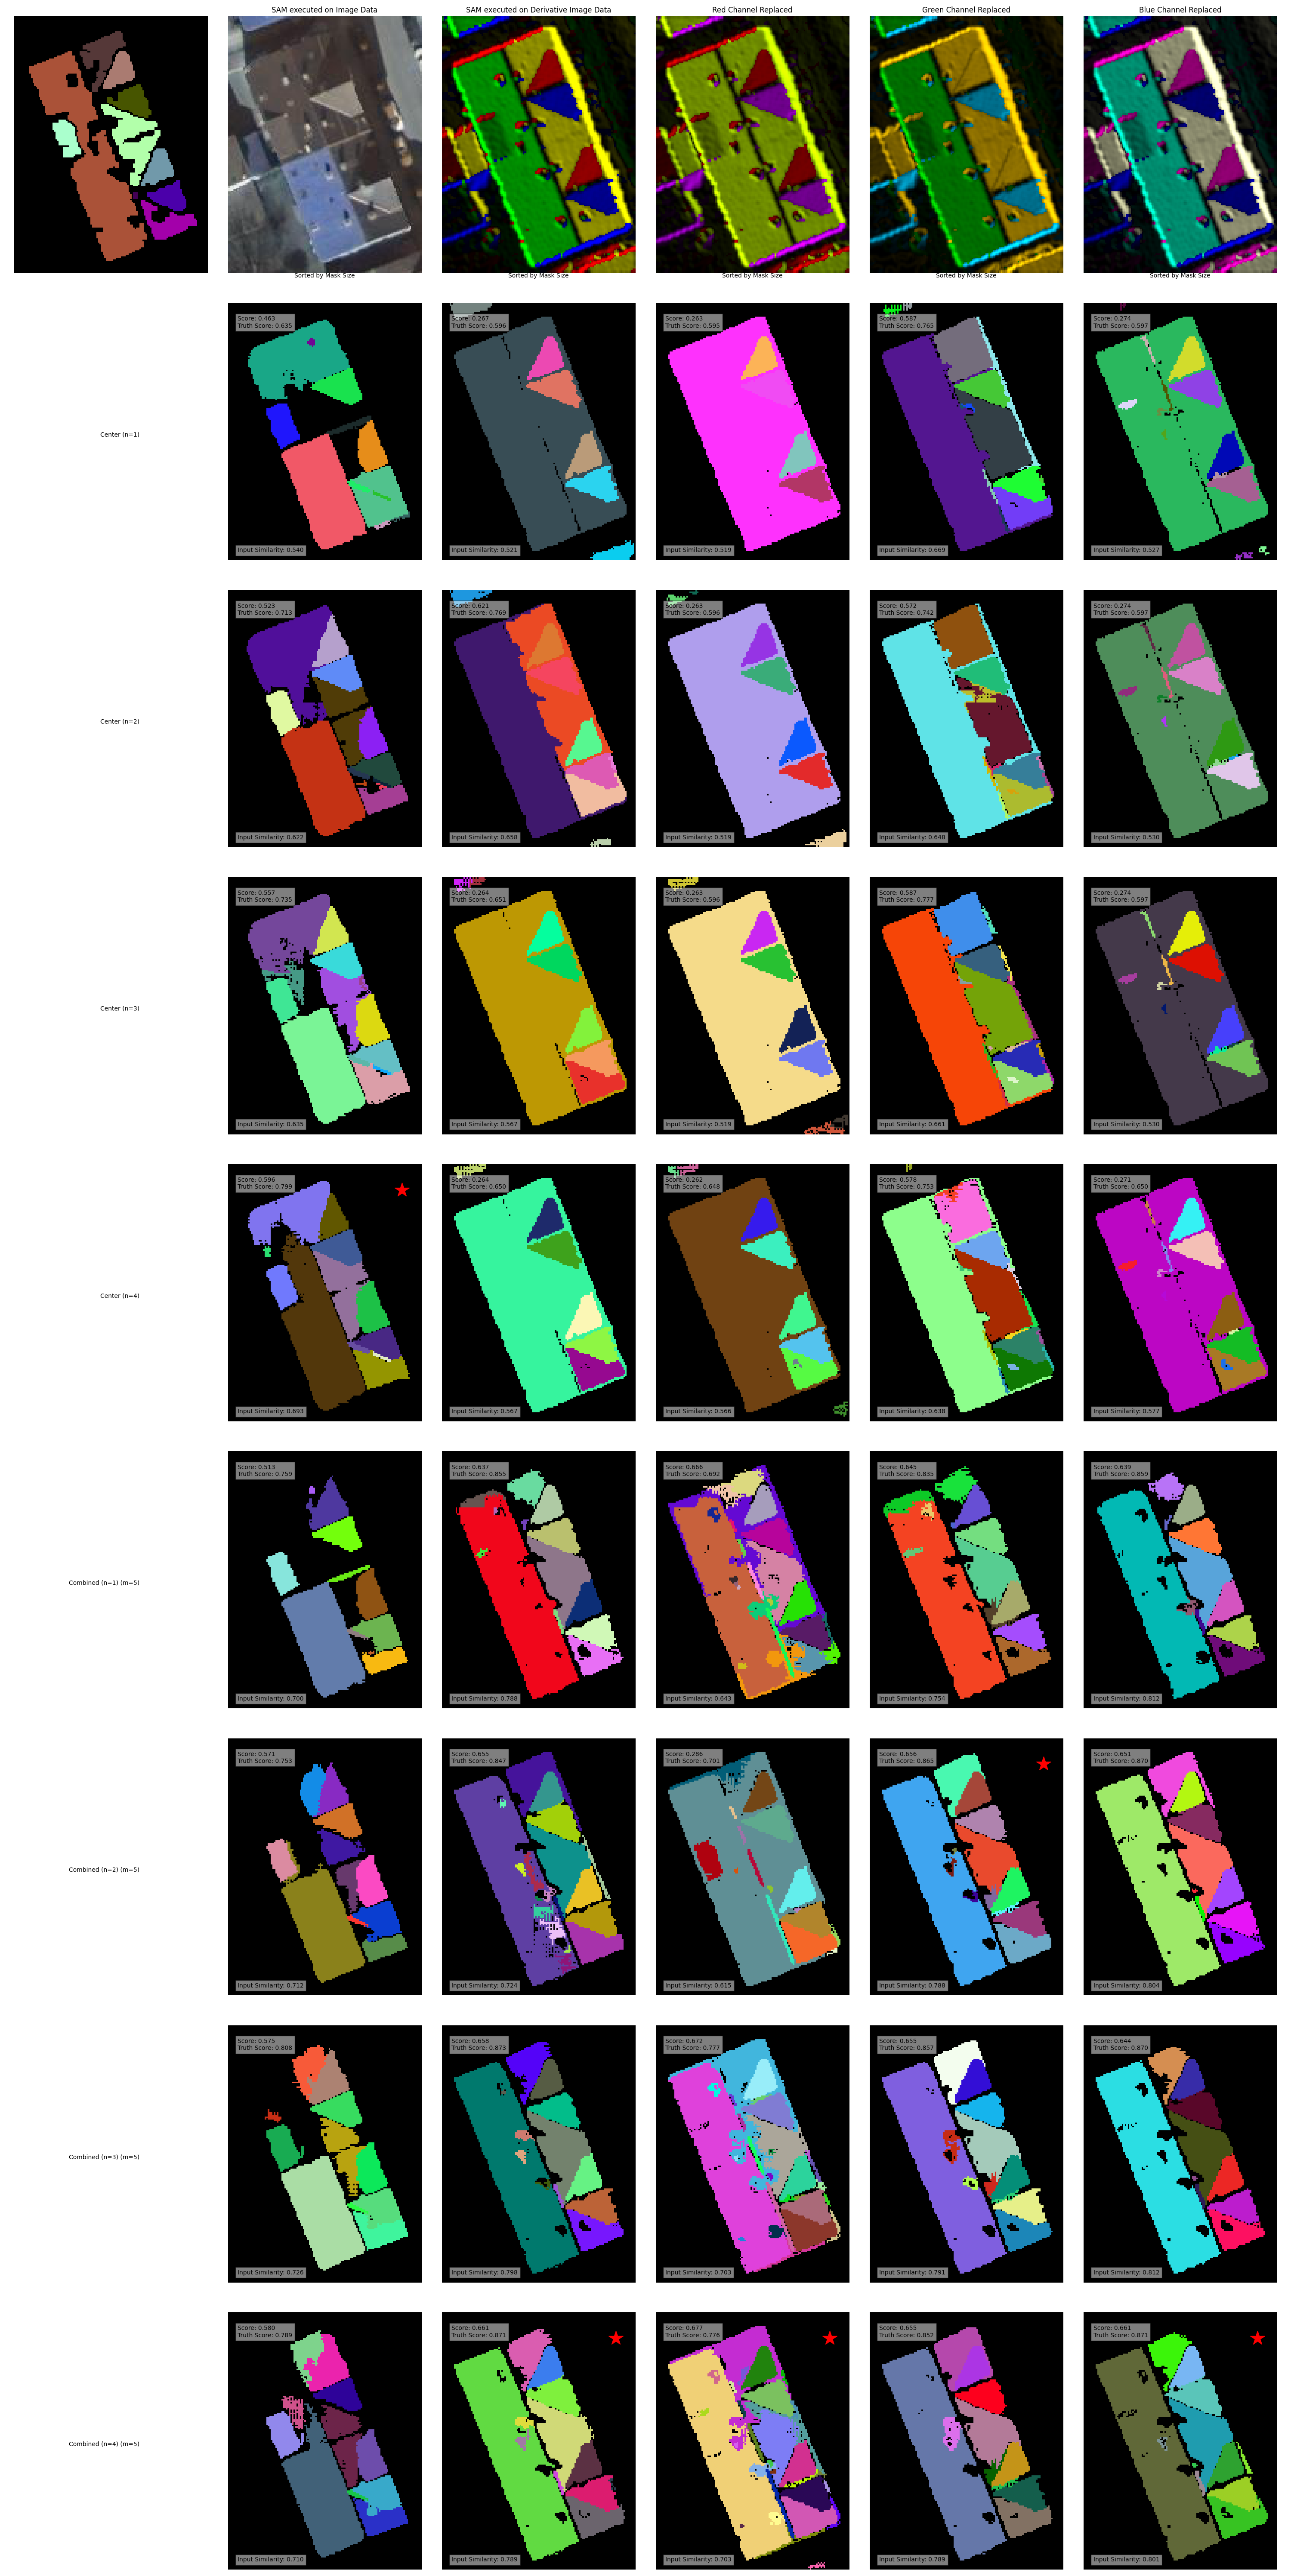 SAM executed on Image Data
SAM executed on Derivative Image Data
Red Channel Replaced
Green Channel Replaced
Blue Channel Replaced
Sorted by Mask Size
Sorted by Mask Size
Sorted by Mask Size
Sorted by Mask Size
Sorted by Mask Size
Center (n=1)
Score: 0.463
Truth Score: 0.635
Input Similarity: 0.540
Score: 0.267
Truth Score: 0.596
Input Similarity: 0.521
Score: 0.263
Truth Score: 0.595
Input Similarity: 0.519
Score: 0.587
Truth Score: 0.765
Input Similarity: 0.669
Score: 0.274
Truth Score: 0.597
Input Similarity: 0.527
Center (n=2)
Score: 0.523
Truth Score: 0.713
Input Similarity: 0.622
Score: 0.621
Truth Score: 0.769
Input Similarity: 0.658
Score: 0.263
Truth Score: 0.596
Input Similarity: 0.519
Score: 0.572
Truth Score: 0.742
Input Similarity: 0.648
Score: 0.274
Truth Score: 0.597
Input Similarity: 0.530
Center (n=3)
Score: 0.557
Truth Score: 0.735
Input Similarity: 0.635
Score: 0.264
Truth Score: 0.651
Input Similarity: 0.567
Score: 0.263
Truth Score: 0.596
Input Similarity: 0.519
Score: 0.587
Truth Score: 0.777
Input Similarity: 0.661
Score: 0.274
Truth Score: 0.597
Input Similarity: 0.530
Center (n=4)
Score: 0.596
Truth Score: 0.799
Input Similarity: 0.693
Score: 0.264
Truth Score: 0.650
Input Similarity: 0.567
Score: 0.262
Truth Score: 0.648
Input Similarity: 0.566
Score: 0.578
Truth Score: 0.753
Input Similarity: 0.638
Score: 0.271
Truth Score: 0.650
Input Similarity: 0.577
Combined (n=1) (m=5)
Score: 0.513
Truth Score: 0.759
Input Similarity: 0.700
Score: 0.637
Truth Score: 0.855
Input Similarity: 0.788
Score: 0.666
Truth Score: 0.692
Input Similarity: 0.643
Score: 0.645
Truth Score: 0.835
Input Similarity: 0.754
Score: 0.639
Truth Score: 0.859
Input Similarity: 0.812
Combined (n=2) (m=5)
Score: 0.571
Truth Score: 0.753
Input Similarity: 0.712
Score: 0.655
Truth Score: 0.847
Input Similarity: 0.724
Score: 0.286
Truth Score: 0.701
Input Similarity: 0.615
Score: 0.656
Truth Score: 0.865
Input Similarity: 0.788
Score: 0.651
Truth Score: 0.870
Input Similarity: 0.804
Combined (n=3) (m=5)
Score: 0.575
Truth Score: 0.808
Input Similarity: 0.726
Score: 0.658
Truth Score: 0.873
Input Similarity: 0.798
Score: 0.672
Truth Score: 0.777
Input Similarity: 0.703
Score: 0.655
Truth Score: 0.857
Input Similarity: 0.791
Score: 0.644
Truth Score: 0.870
Input Similarity: 0.812
Combined (n=4) (m=5)
Score: 0.580
Truth Score: 0.789
Input Similarity: 0.710
Score: 0.661
Truth Score: 0.871
Input Similarity: 0.789
Score: 0.677
Truth Score: 0.776
Input Similarity: 0.703
Score: 0.655
Truth Score: 0.852
Input Similarity: 0.789
Score: 0.661
Truth Score: 0.871
Input Similarity: 0.801